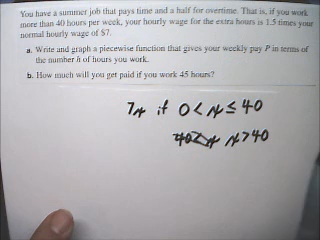 You have a summer job that pays time and a half for overtime. That is, if you work
more than 40 hours per week, your hourly wage for the extra hours is 1.5 times your
normal hourly wage of $7.
a. Write and graph a piecewise function that gives your weekly pay P in terms of
the number h of hours you work.
b. How much will you get paid if you work 45 hours?
7h if 0<h≤40
h>40